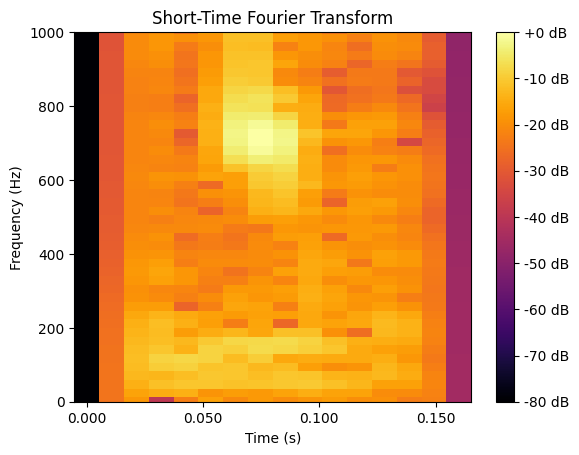 Short-Time Fourier Transform
1000
800
600
400
200
0
Frequency (Hz)
0.000
0.050
0.100
0.150
Time (s)
+0 dB
-10 dB
-20 dB
-30 dB
-40 dB
-50 dB
-60 dB
-70 dB
-80 dB